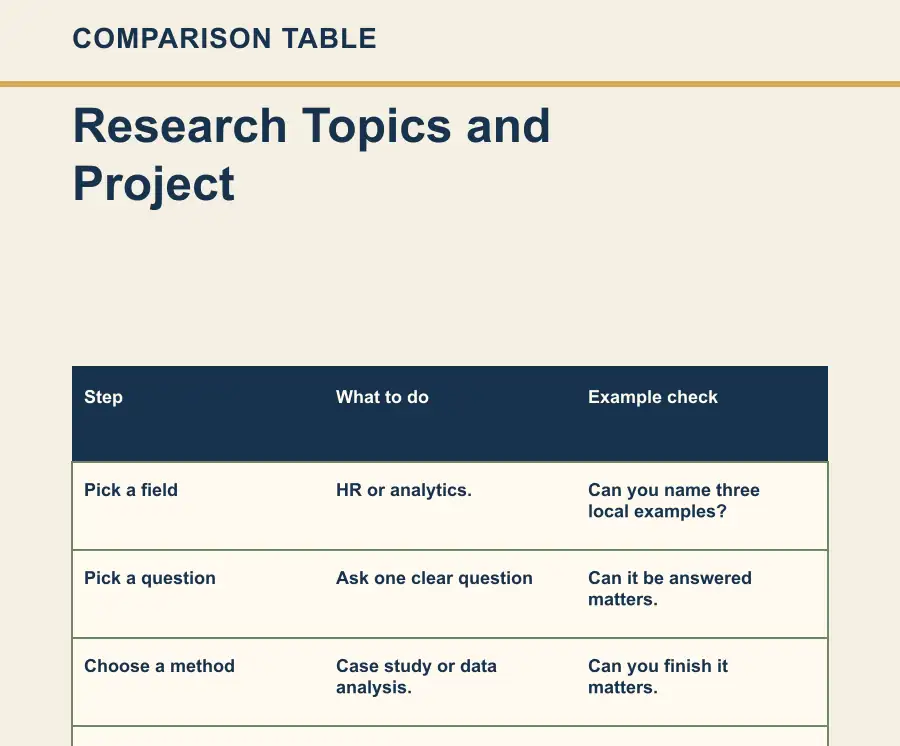 COMPARISON TABLE
Research Topics and
Project
Step
What to do
Example check
Pick a field
HR or analytics.
Can you name three
local examples?
Pick a question
Ask one clear question
Can it be answered
matters.
Choose a method
Case study or data
analysis.
Can you finish it
matters.